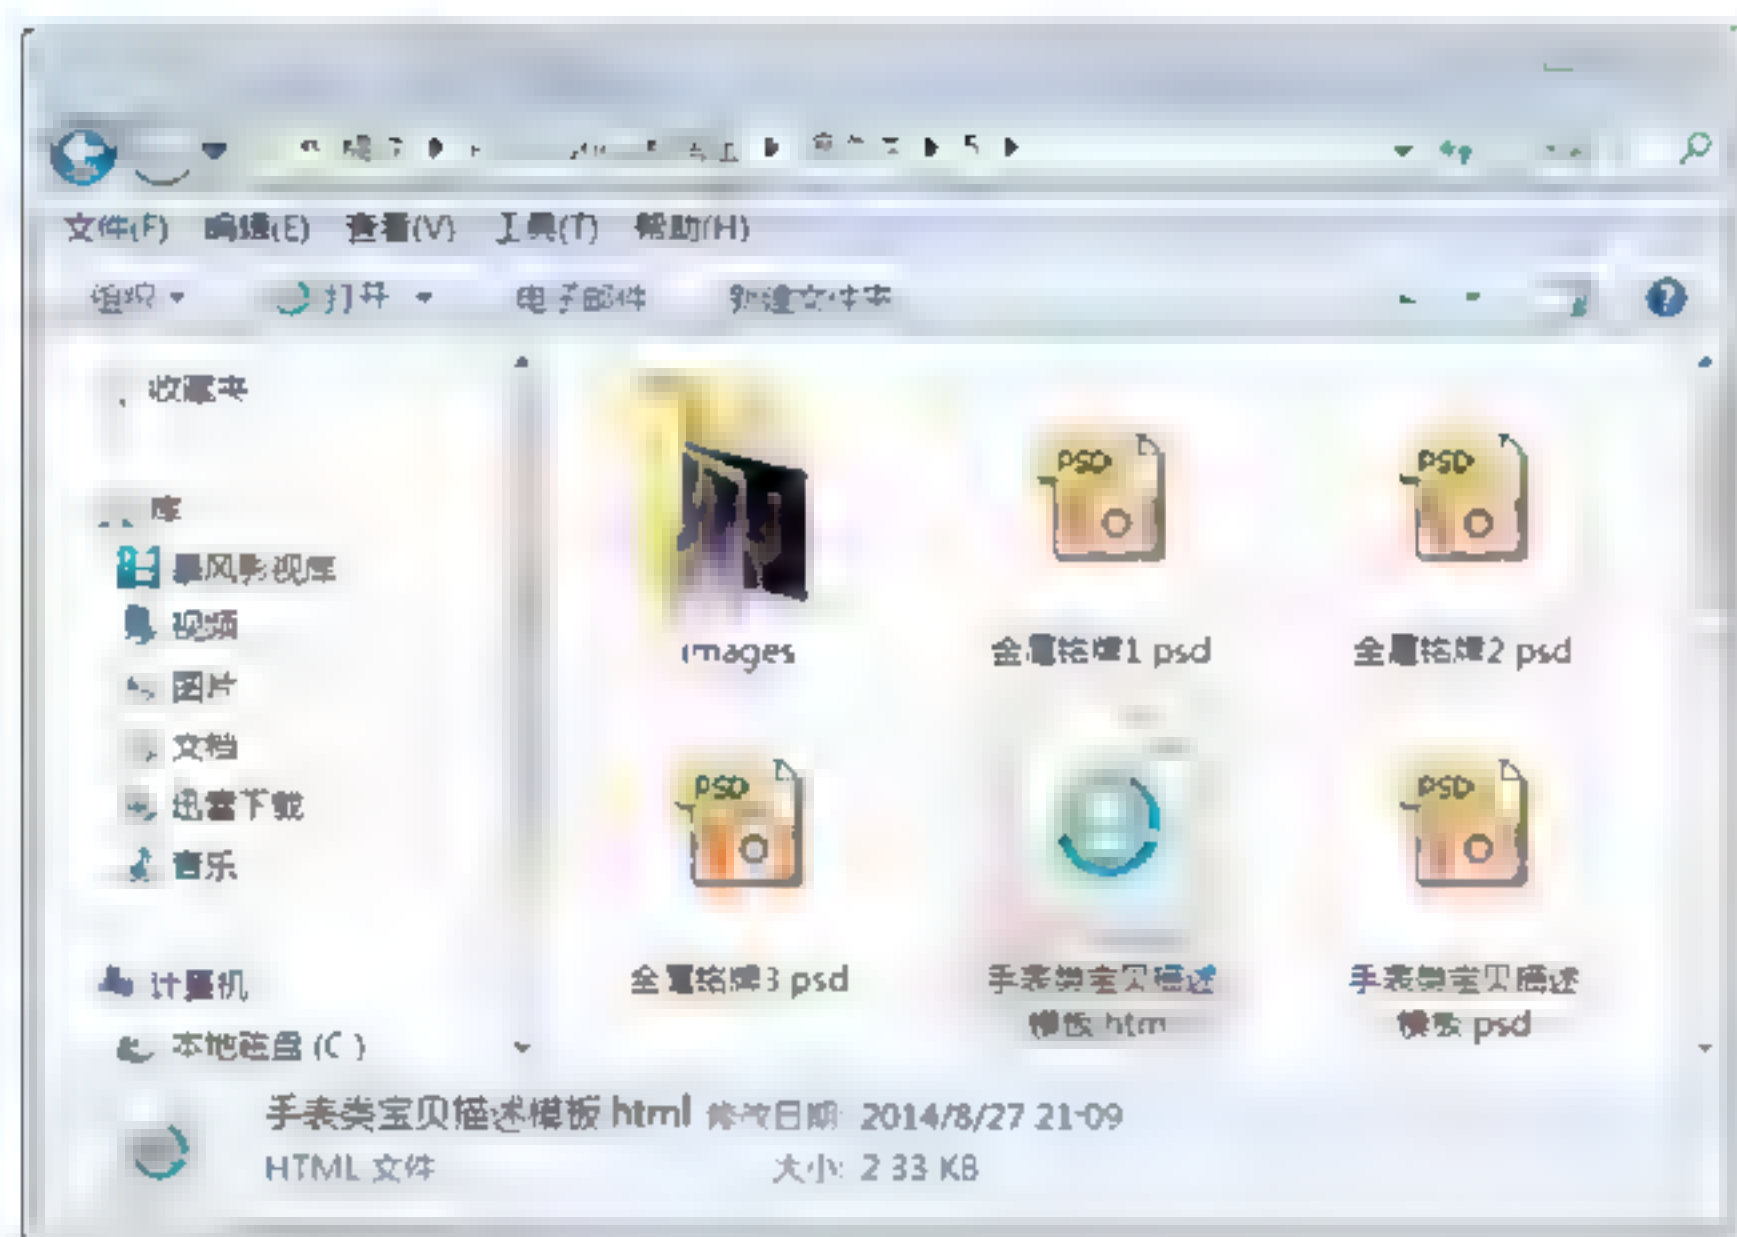 文件(F) 编辑(E) 查看(V) 工具(T) 帮助(H)
组织 打开 电子邮件 新建文件夹
收藏夹
库
暴风影视库
视频
图片
文档
迅雷下载
音乐
计算机
本地磁盘 (C:)
images
金属铭牌1.psd
金属铭牌2.psd
PSD
PSD
金属铭牌3.psd
手表类宝贝描述
模板.html
手表类宝贝描述
模板.psd
PSD
PSD
手表类宝贝描述模板.html 修改日期: 2014/8/27 21:09
HTML 文件 大小: 2.33 KB